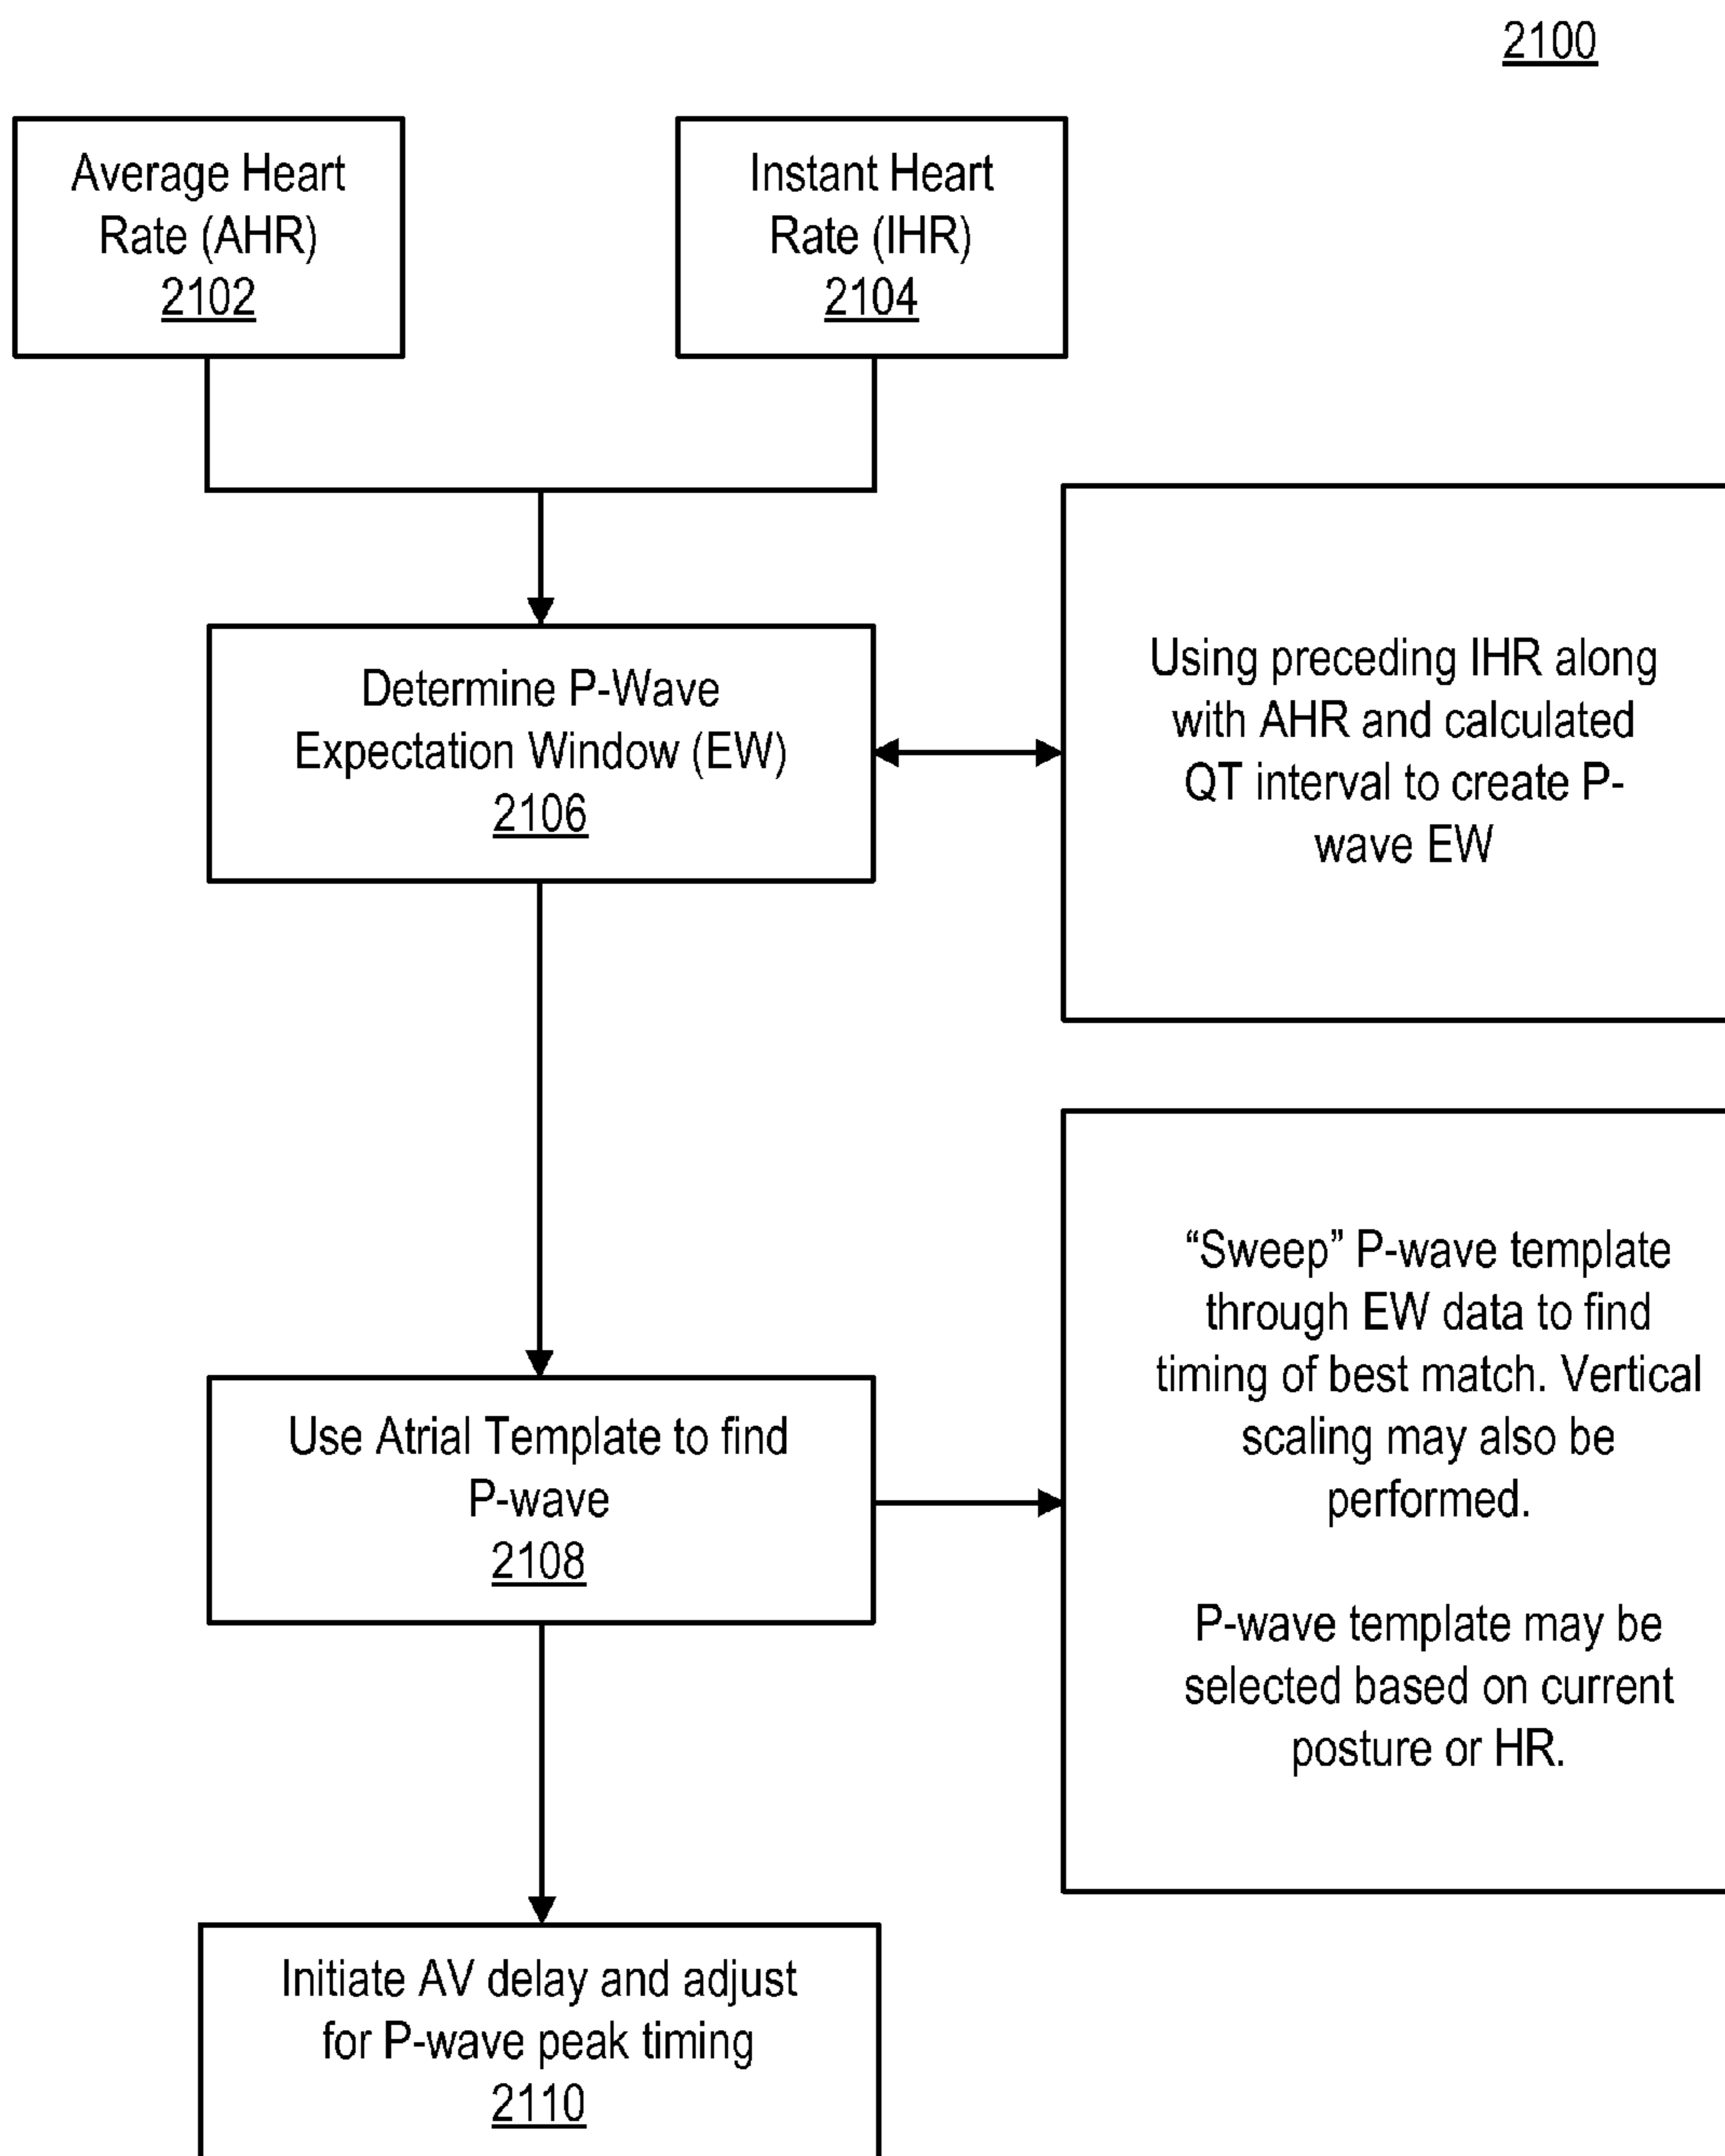 2100
Average Heart
Rate (AHR)
2102
Instant Heart
Rate (IHR)
2104
Determine P-Wave
Expectation Window (EW)
2106
Using preceding IHR along
with AHR and calculated
QT interval to create P-
wave EW
Use Atrial Template to find
P-wave
2108
“Sweep” P-wave template
through EW data to find
timing of best match. Vertical
scaling may also be
performed.
P-wave template may be
selected based on current
posture or HR.
Initiate AV delay and adjust
for P-wave peak timing
2110